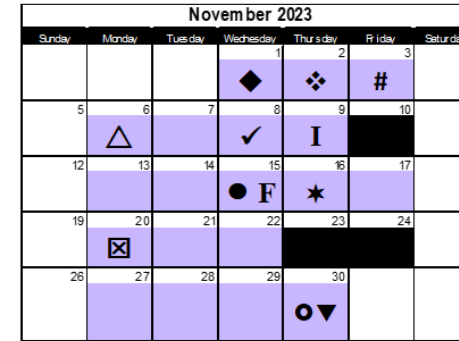 November 2023
Sunday Monday Tuesday Wednesday Thursday Friday Saturda
1 2 3
◆ ❖ #
5 6 7 8 9 10
△ ✓ I
12 13 14 15 16 17
● F ✶
19 20 21 22 23 24
☒
26 27 28 29 30
○▼